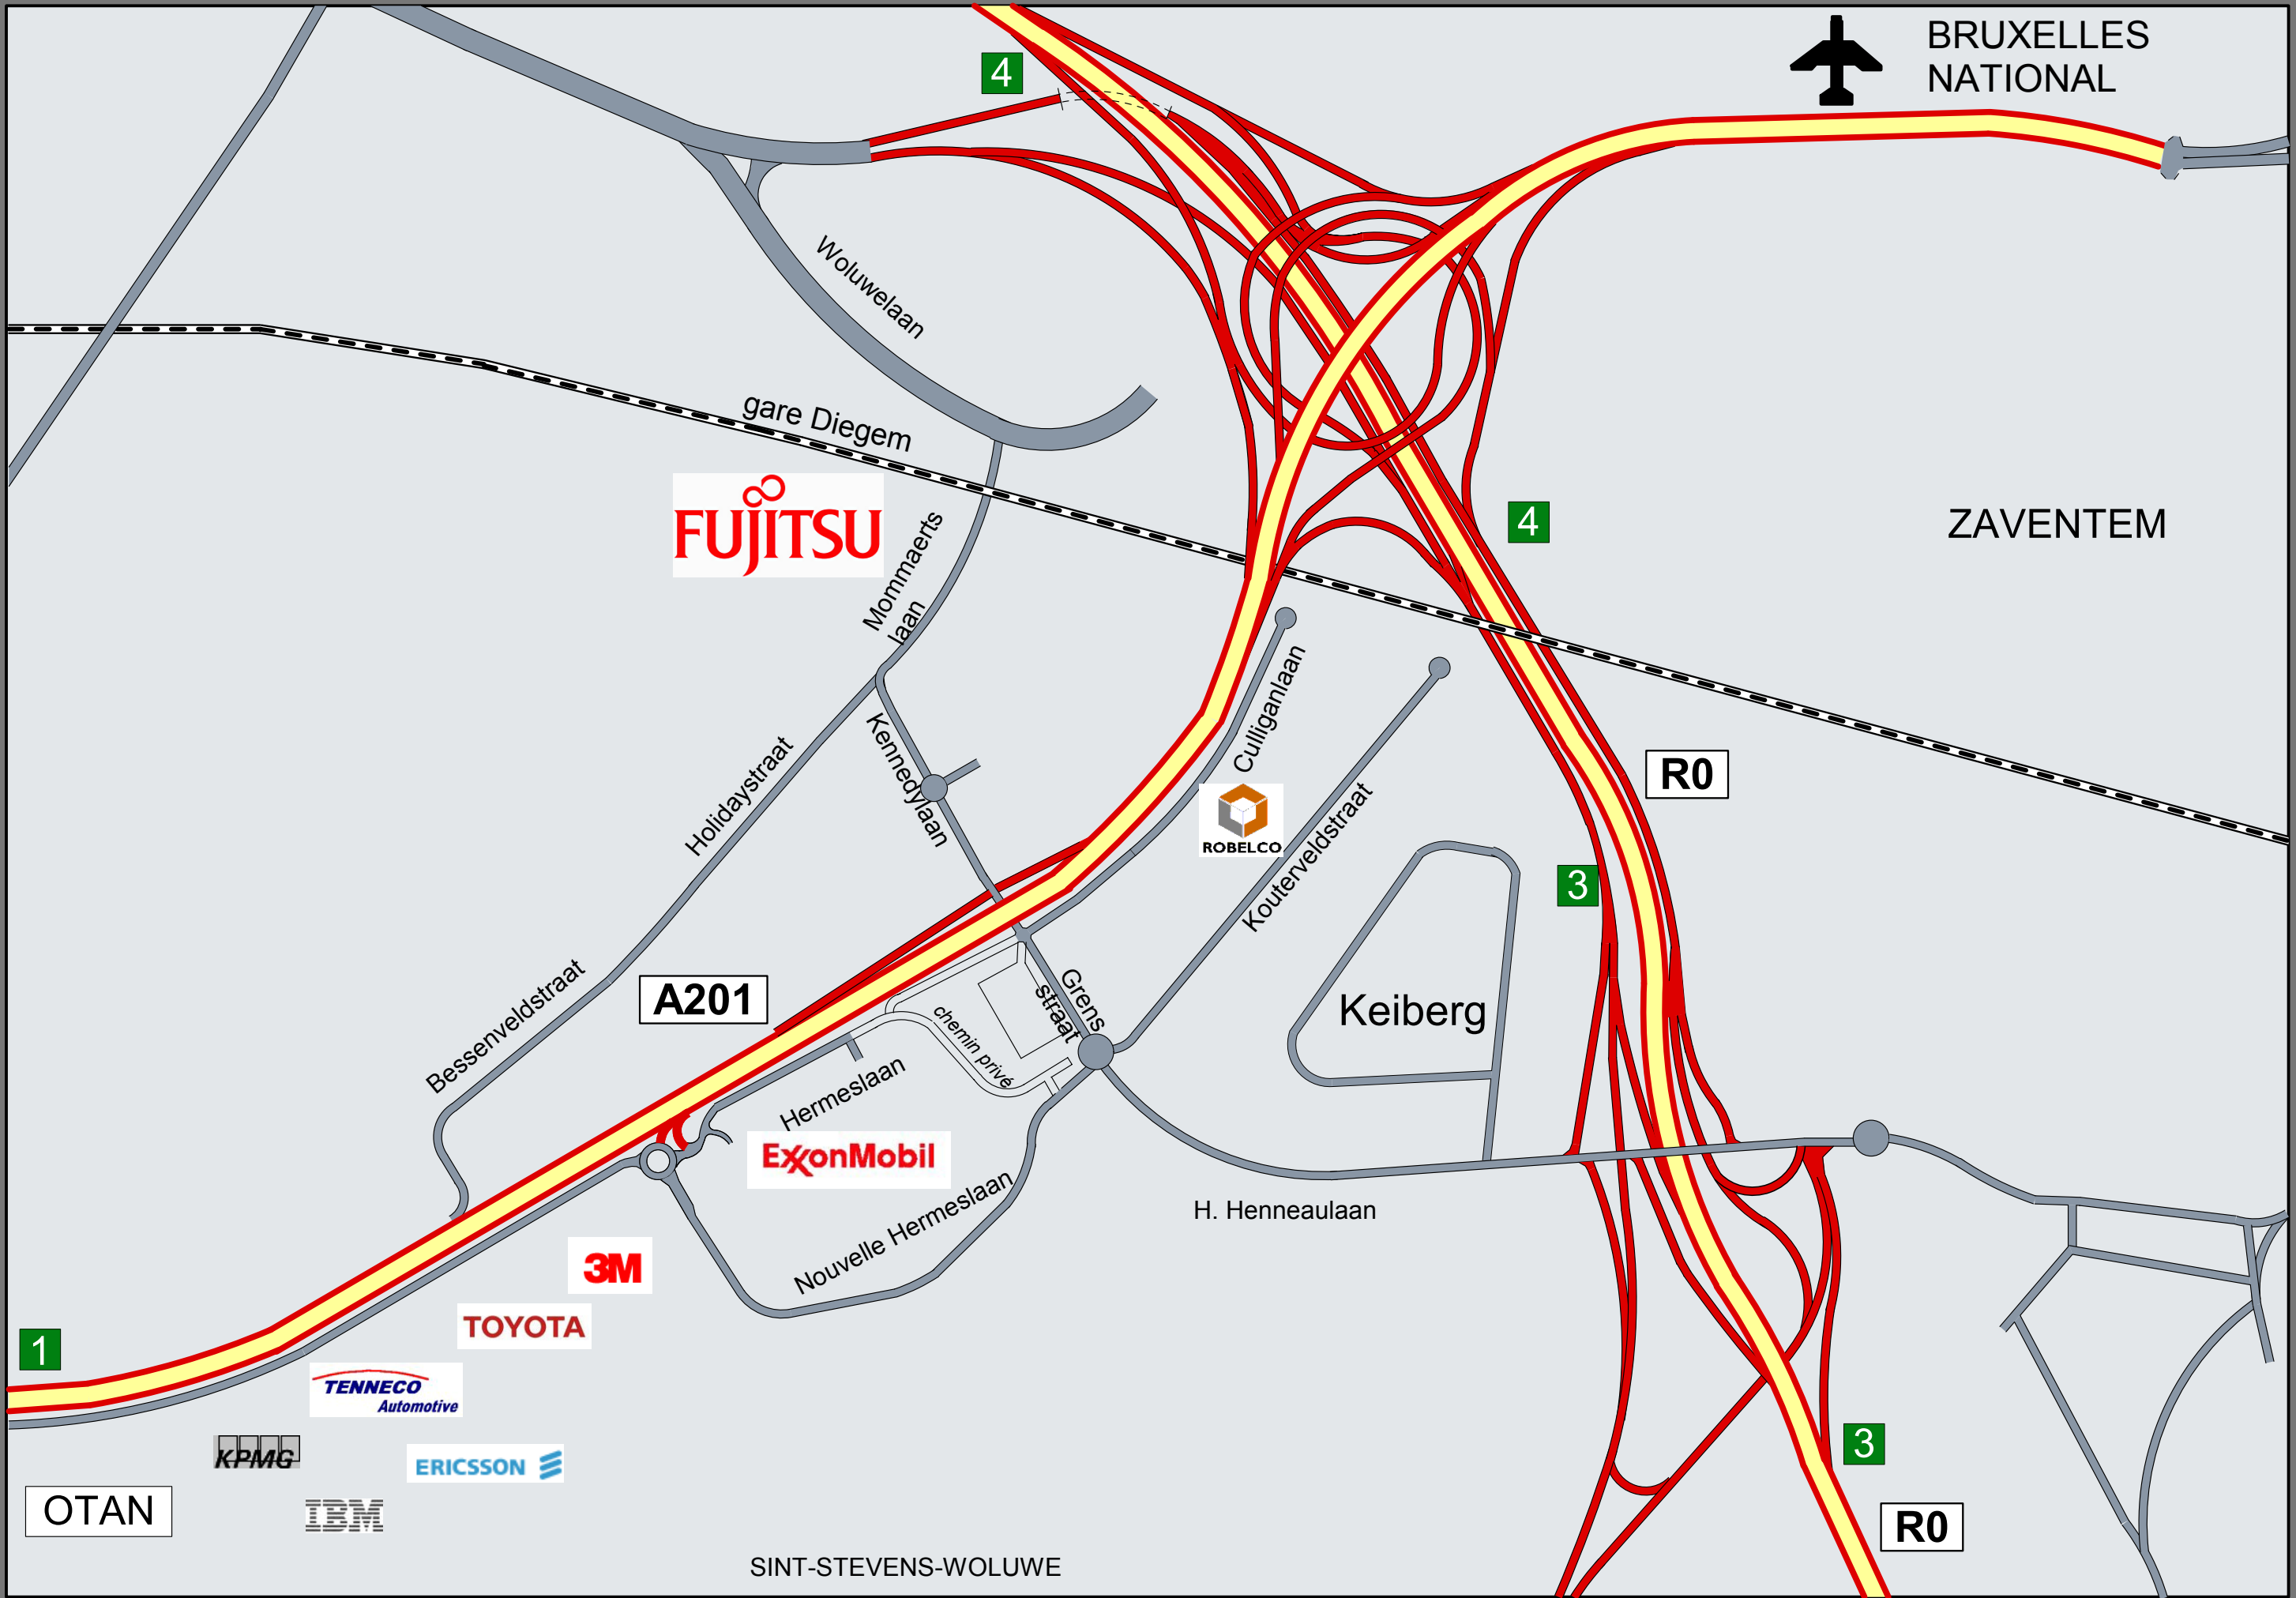 4
BRUXELLES
NATIONAL
Woluwelaan
gare Diegem
FUJITSU
Mommaerts
laan
4
ZAVENTEM
Culliganlaan
Kennedylaan
Holidaystraat
R0
ROBELCO
Kouterveldstraat
3
Bessenveldstraat
A201
Grens
straat
Keiberg
chemin privé
Hermeslaan
ExxonMobil
Nouvelle Hermeslaan
H. Henneaulaan
3M
TOYOTA
1
TENNECO
Automotive
KPMG
ERICSSON
3
OTAN
IBM
R0
SINT-STEVENS-WOLUWE